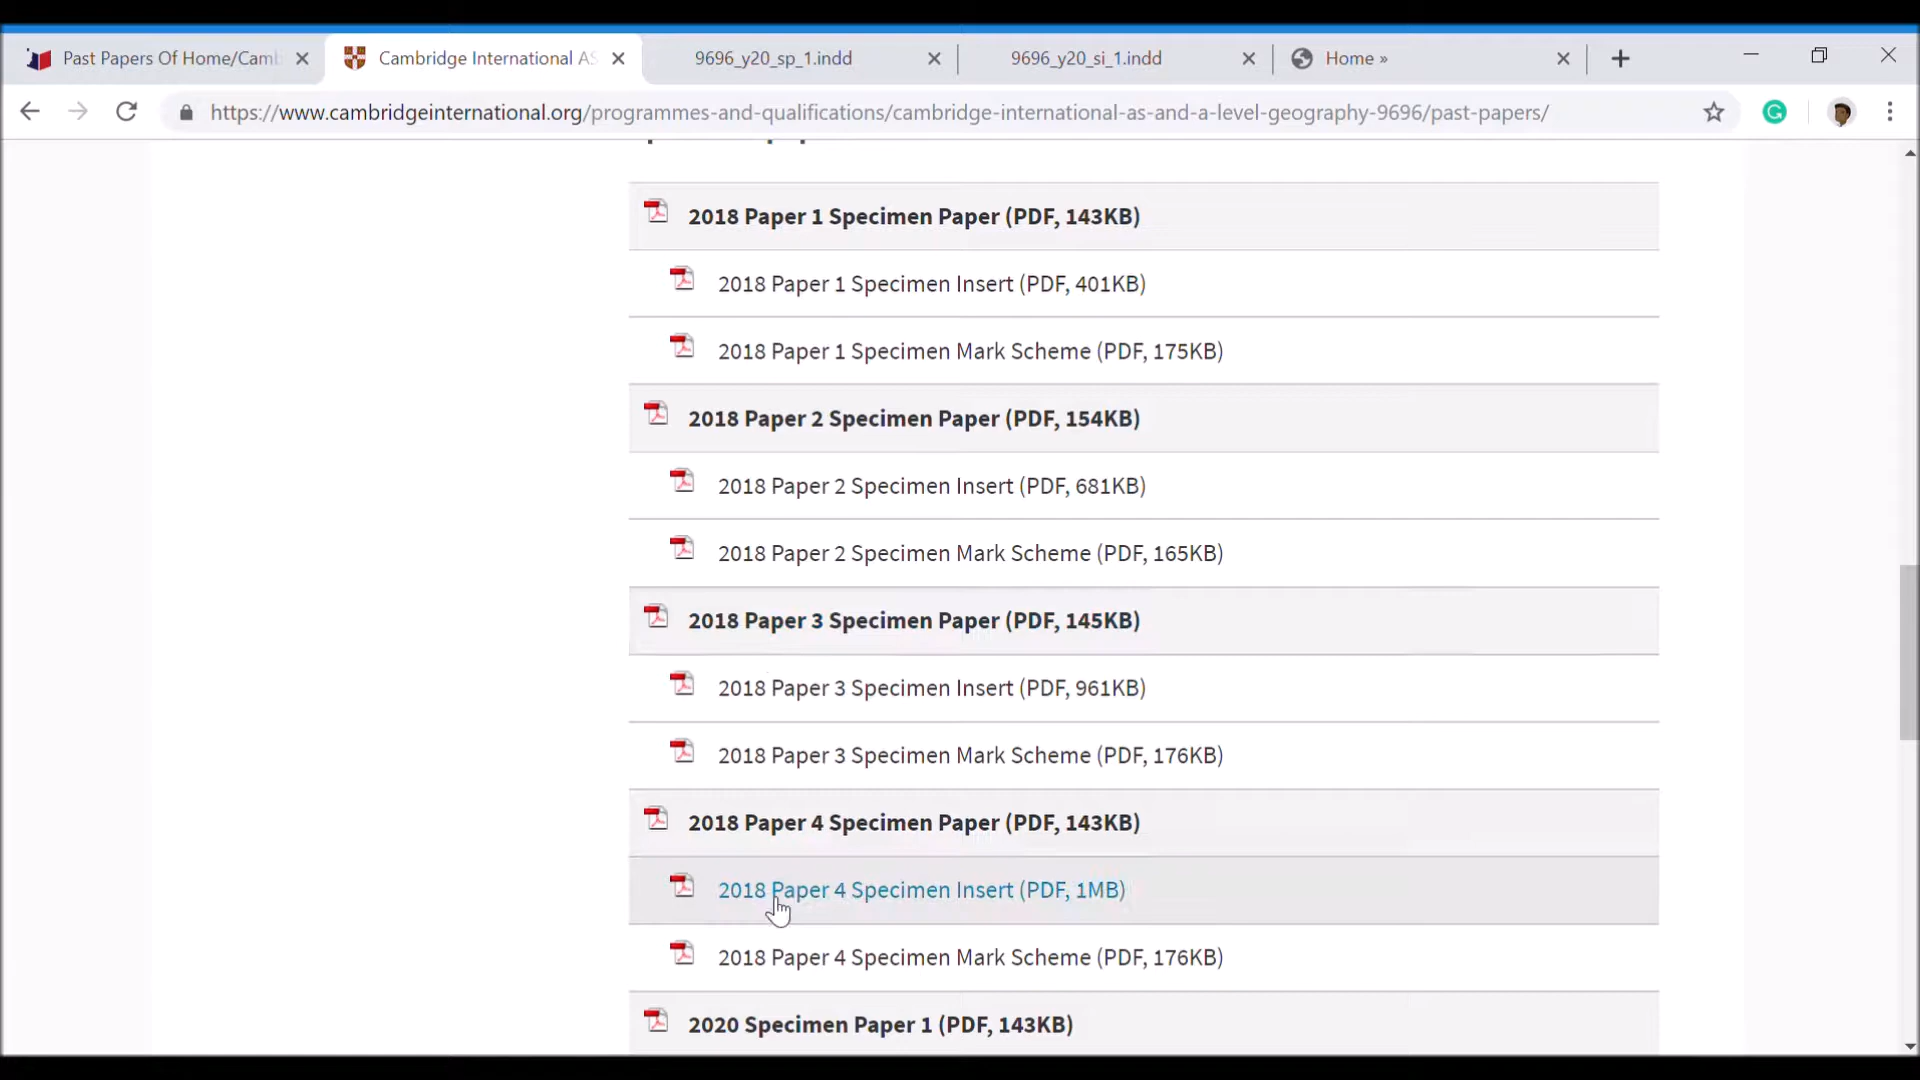 Past Papers Of Home/Camb
Cambridge International AS
9696_y20_sp_1.indd
9696_y20_si_1.indd
Home »
https://www.cambridgeinternational.org/programmes-and-qualifications/cambridge-international-as-and-a-level-geography-9696/past-papers/
2018 Paper 1 Specimen Paper (PDF, 143KB)
2018 Paper 1 Specimen Insert (PDF, 401KB)
2018 Paper 1 Specimen Mark Scheme (PDF, 175KB)
2018 Paper 2 Specimen Paper (PDF, 154KB)
2018 Paper 2 Specimen Insert (PDF, 681KB)
2018 Paper 2 Specimen Mark Scheme (PDF, 165KB)
2018 Paper 3 Specimen Paper (PDF, 145KB)
2018 Paper 3 Specimen Insert (PDF, 961KB)
2018 Paper 3 Specimen Mark Scheme (PDF, 176KB)
2018 Paper 4 Specimen Paper (PDF, 143KB)
2018 Paper 4 Specimen Insert (PDF, 1MB)
2018 Paper 4 Specimen Mark Scheme (PDF, 176KB)
2020 Specimen Paper 1 (PDF, 143KB)